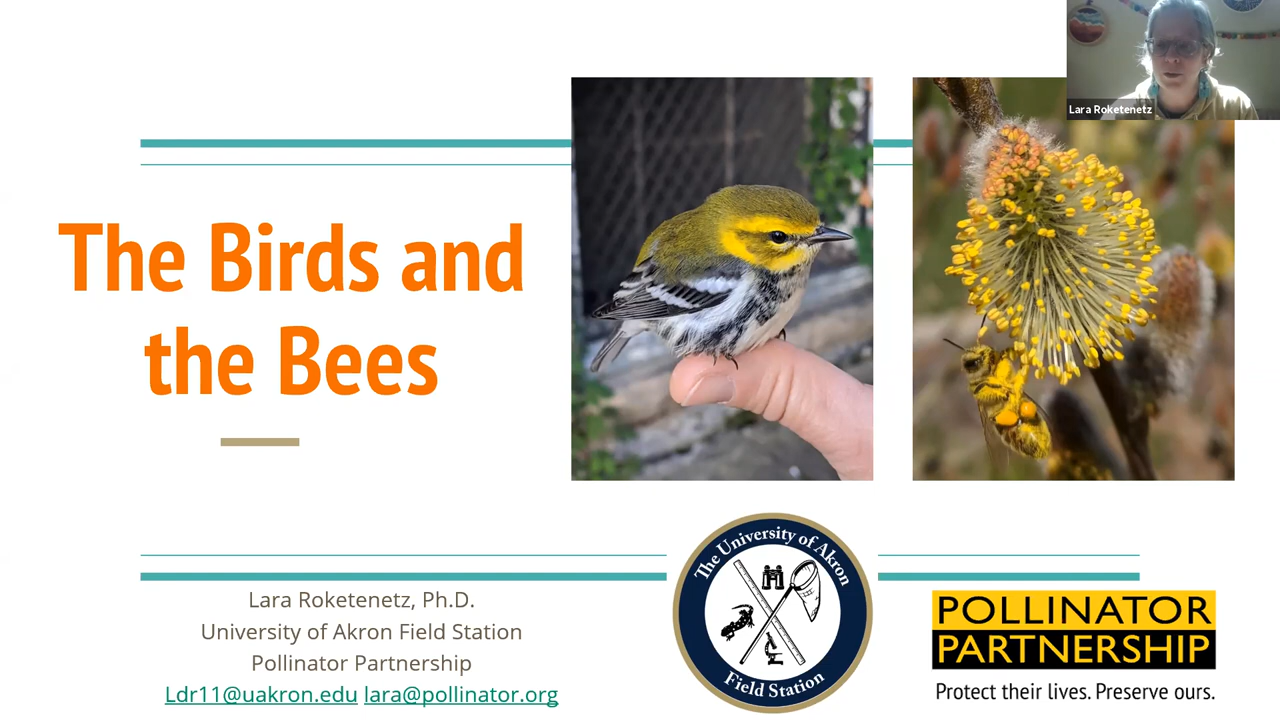 Lara Roketenetz
The Birds and
the Bees
Lara Roketenetz, Ph.D.
University of Akron Field Station
Pollinator Partnership
Ldr11@uakron.edu lara@pollinator.org
The University of Akron
Field Station
POLLINATOR
PARTNERSHIP
Protect their lives. Preserve ours.